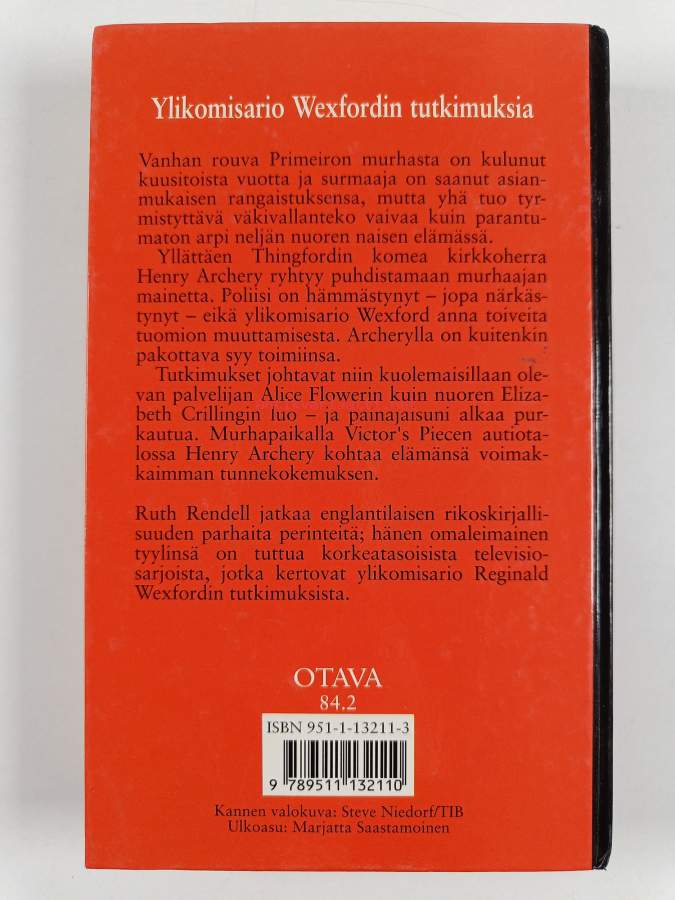 Ylikomisario Wexfordin tutkimuksia
Vanhan rouva Primeiron murhasta on kulunut
kuusitoista vuotta ja surmaaja on saanut asian-
mukaisen rangaistuksensa, mutta yhä tuo tyr-
mistyttävä väkivallanteko vaivaa kuin parantu-
maton arpi neljän nuoren naisen elämässä.
Yllättäen Thingfordin komea kirkkoherra
Henry Archery ryhtyy puhdistamaan murhaajan
mainetta. Poliisi on hämmästynyt – jopa närkäs-
tynyt – eikä ylikomisario Wexford anna toiveita
tuomion muuttamisesta. Archerylla on kuitenkin
pakottava syy toimiinsa.
Tutkimukset johtavat niin kuolemaisillaan ole-
van palvelijan Alice Flowerin kuin nuoren Eliza-
beth Crillingin luo – ja painajaisuni alkaa pur-
kautua. Murhapaikalla Victor's Piecen autiota-
lossa Henry Archery kohtaa elämänsä voimak-
kaimman tunnekokemuksen.
Ruth Rendell jatkaa englantilaisen rikoskirjalli-
suuden parhaita perinteitä; hänen omaleimainen
tyylinsä on tuttua korkeatasoisista televisio-
sarjoista, jotka kertovat ylikomisario Reginald
Wexfordin tutkimuksista.
OTAVA
84.2
ISBN 951-1-13211-3
9 789511 132110
Kannen valokuva: Steve Niedorf/TIB
Ulkoasu: Marjatta Saastamoinen